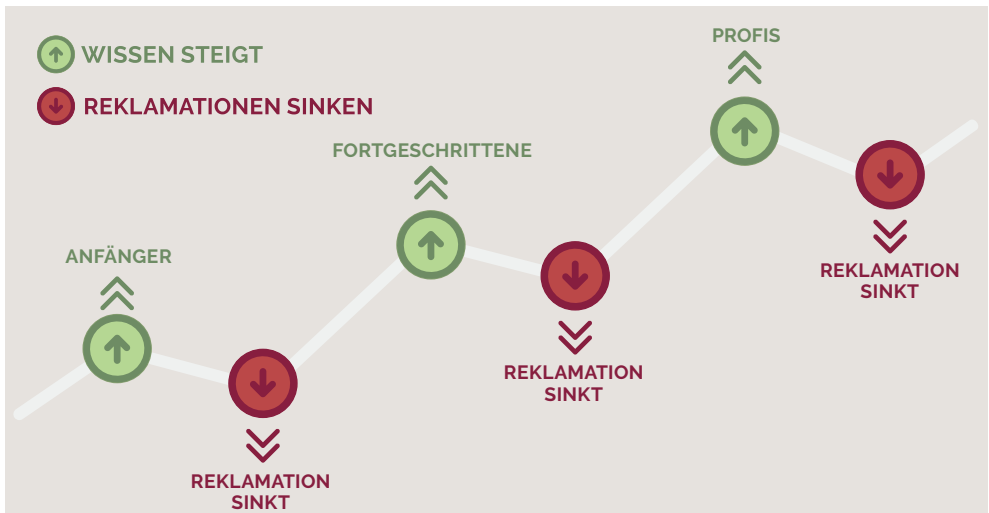 WISSEN STEIGT
REKLAMATIONEN SINKEN
PROFIS
FORTGESCHRITTENE
ANFÄNGER
REKLAMATION
SINKT
REKLAMATION
SINKT
REKLAMATION
SINKT